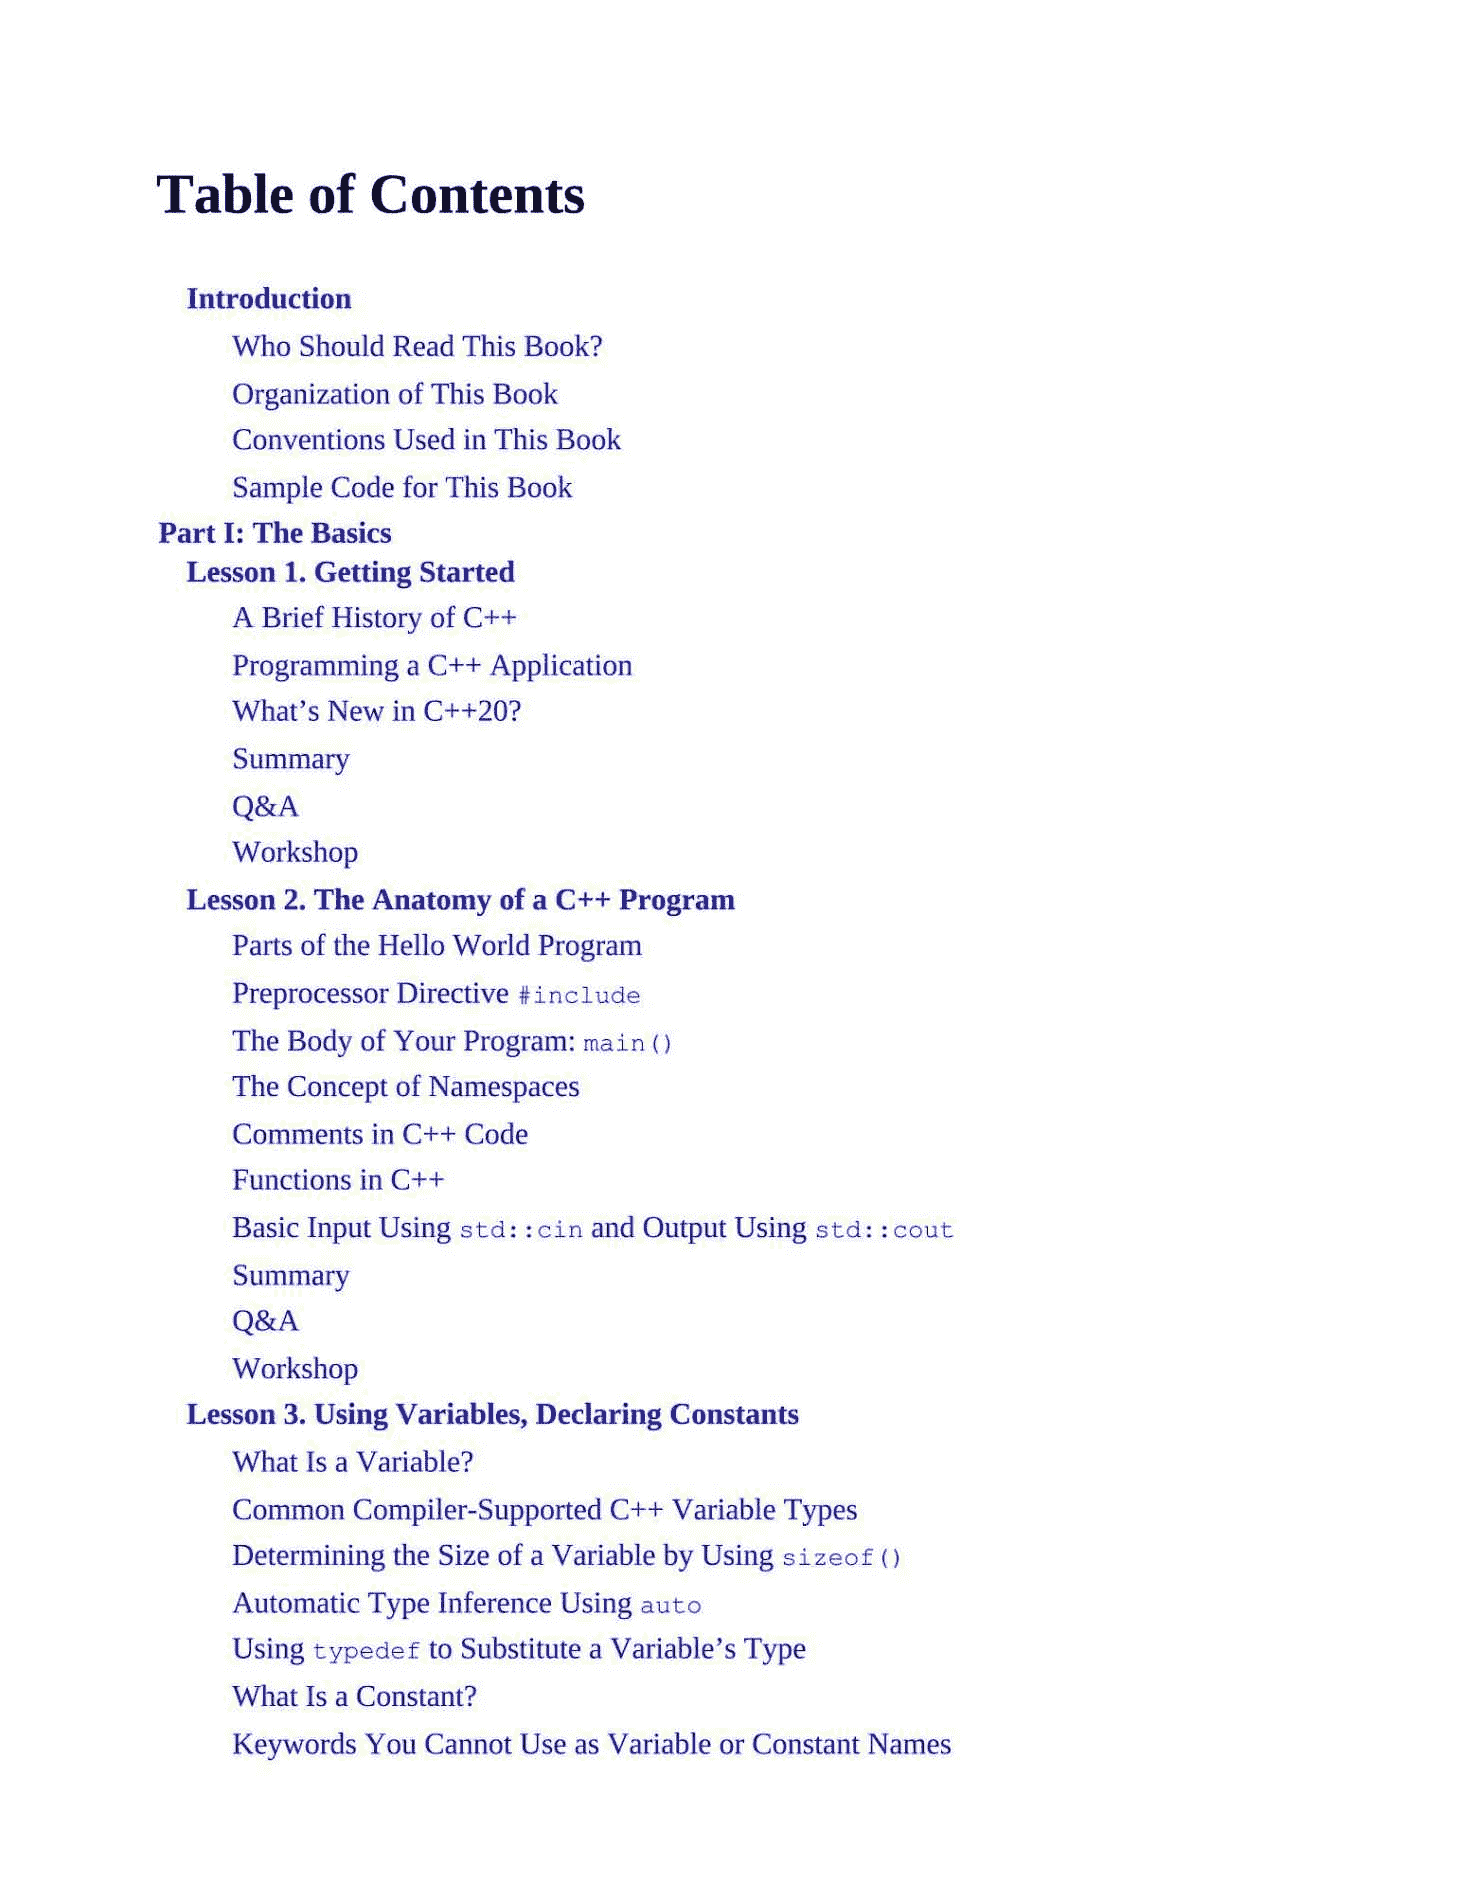 Table of Contents
Introduction
Who Should Read This Book?
Organization of This Book
Conventions Used in This Book
Sample Code for This Book
Part I: The Basics
Lesson 1. Getting Started
A Brief History of C++
Programming a C++ Application
What’s New in C++20?
Summary
Q&A
Workshop
Lesson 2. The Anatomy of a C++ Program
Parts of the Hello World Program
Preprocessor Directive #include
The Body of Your Program: main()
The Concept of Namespaces
Comments in C++ Code
Functions in C++
Basic Input Using std::cin and Output Using std::cout
Summary
Q&A
Workshop
Lesson 3. Using Variables, Declaring Constants
What Is a Variable?
Common Compiler-Supported C++ Variable Types
Determining the Size of a Variable by Using sizeof()
Automatic Type Inference Using auto
Using typedef to Substitute a Variable’s Type
What Is a Constant?
Keywords You Cannot Use as Variable or Constant Names